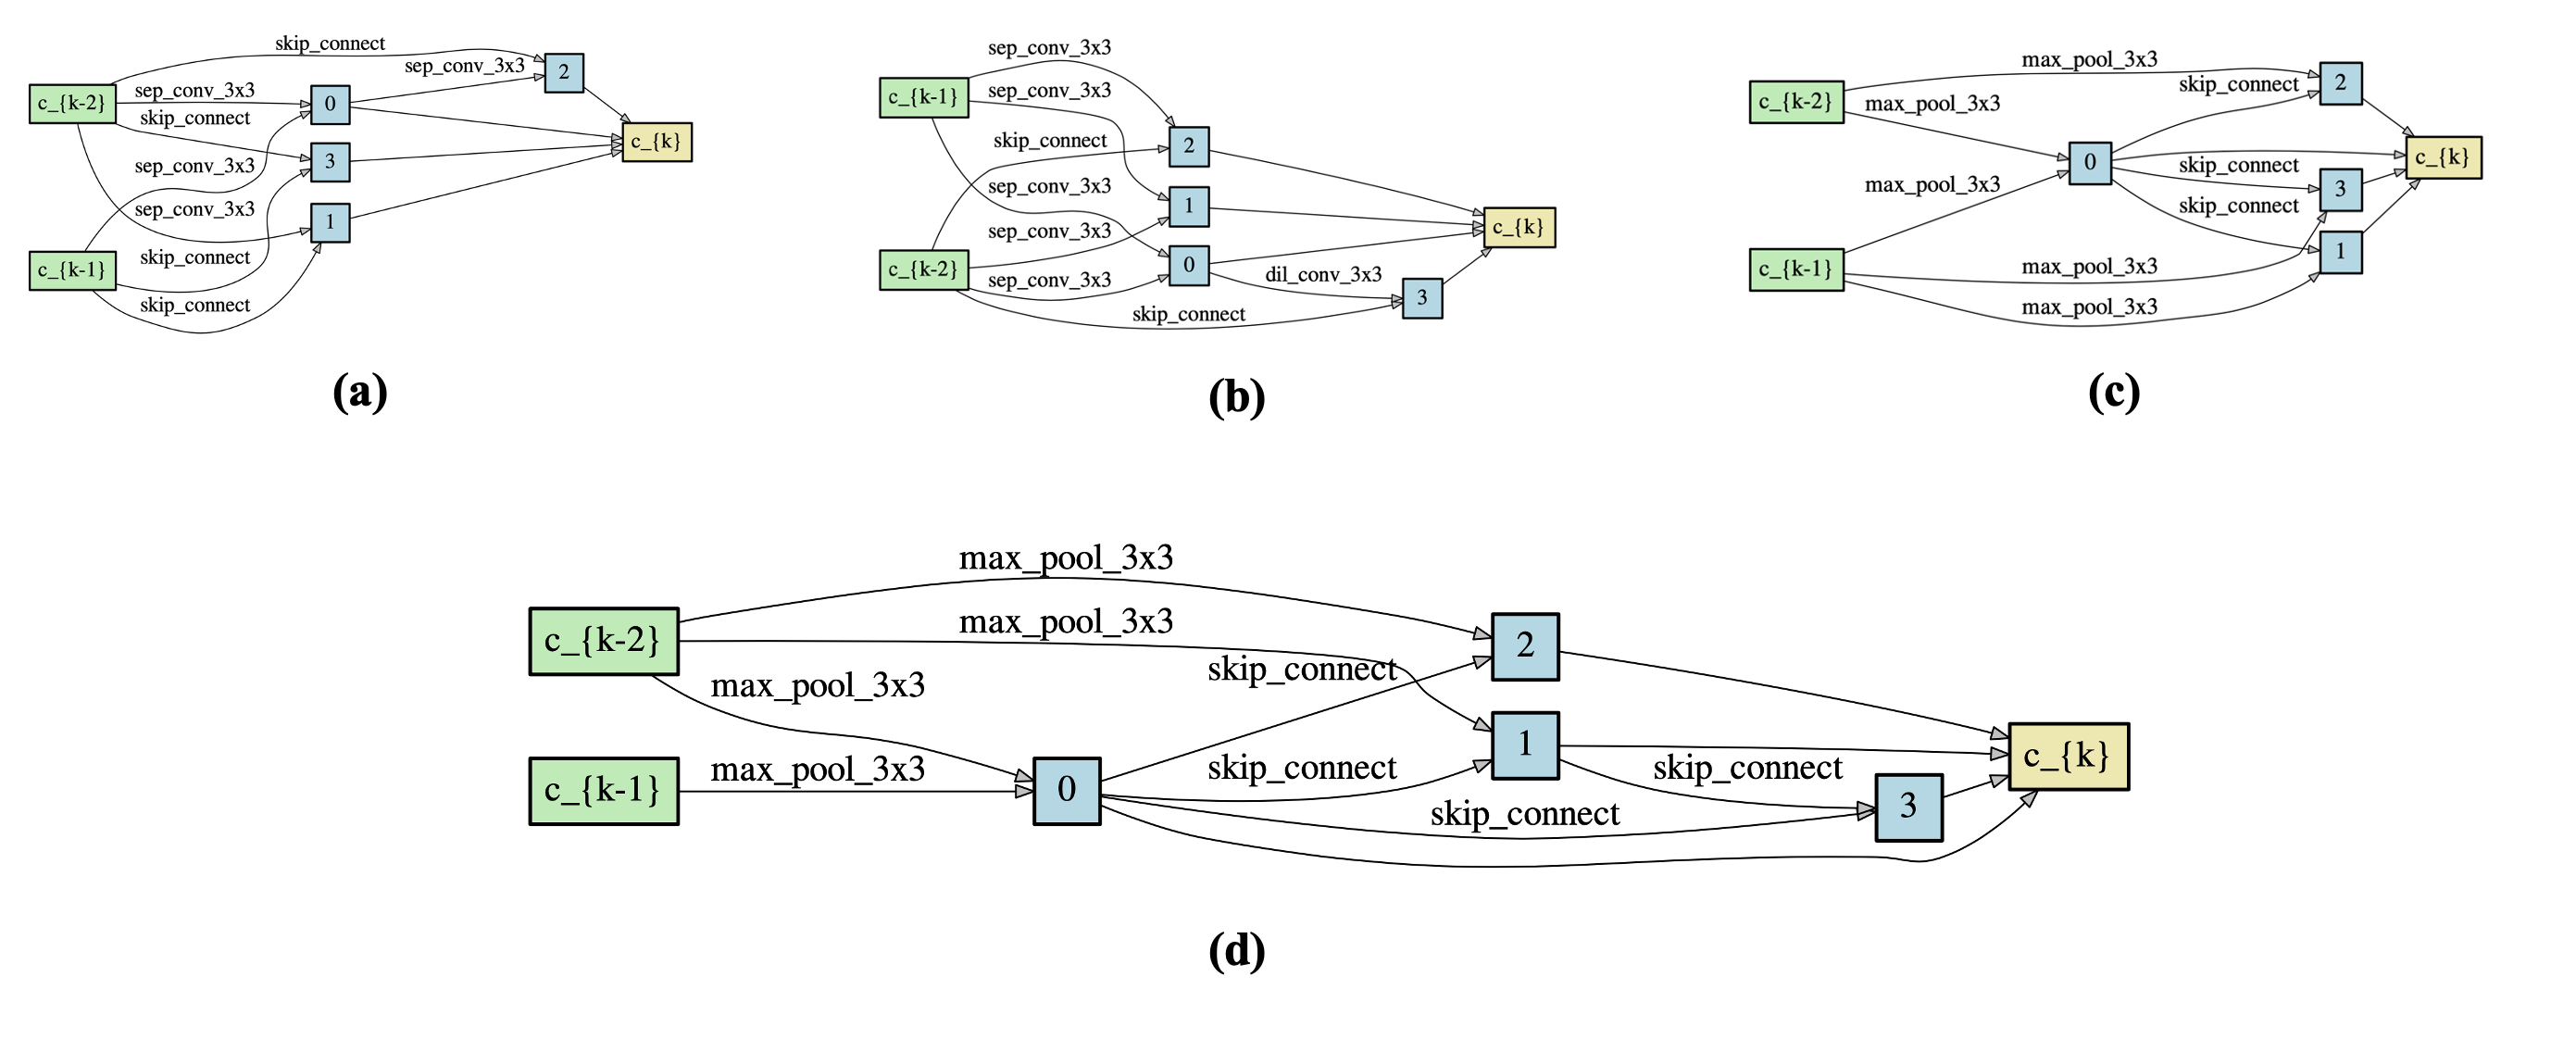 skip_connect
sep_conv_3x3
2
c_{k-2}
sep_conv_3x3
0
skip_connect
c_{k}
sep_conv_3x3
3
sep_conv_3x3
1
c_{k-1}
skip_connect
skip_connect
(a)
sep_conv_3x3
c_{k-1}
sep_conv_3x3
skip_connect
2
sep_conv_3x3
1
sep_conv_3x3
c_{k}
c_{k-2}
0
sep_conv_3x3
dil_conv_3x3
3
skip_connect
(b)
max_pool_3x3
skip_connect
2
c_{k-2}
max_pool_3x3
0
skip_connect
c_{k}
max_pool_3x3
3
skip_connect
1
c_{k-1}
max_pool_3x3
max_pool_3x3
(c)
max_pool_3x3
c_{k-2}
max_pool_3x3
2
skip_connect
max_pool_3x3
1
c_{k}
c_{k-1}
max_pool_3x3
0
skip_connect
skip_connect
skip_connect
3
(d)